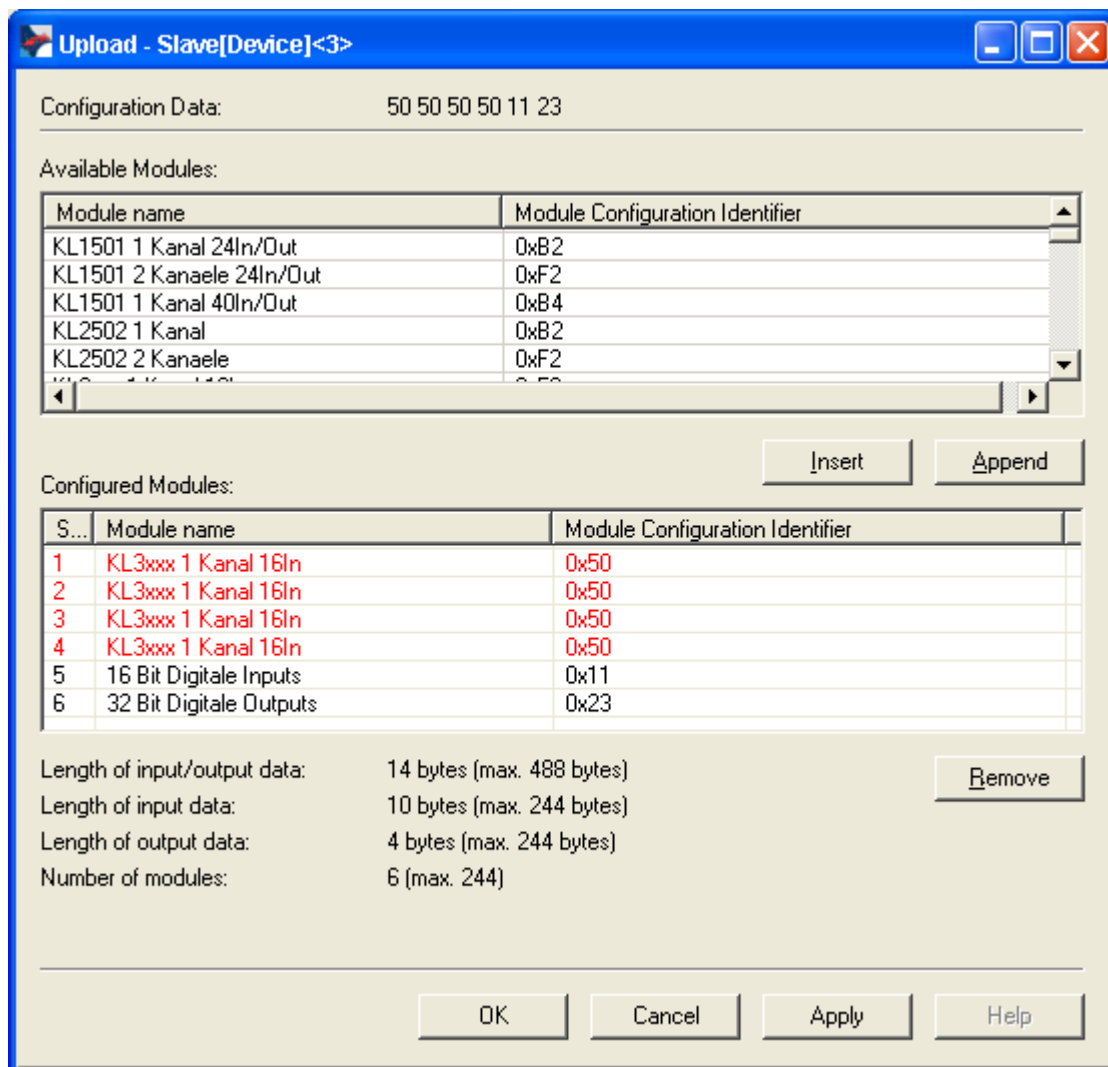 Upload - Slave[Device]<3>
Configuration Data: 50 50 50 50 11 23
Available Modules:
Module name Module Configuration Identifier
KL1501 1 Kanal 24In/Out 0xB2
KL1501 2 Kanaele 24In/Out 0xF2
KL1501 1 Kanal 40In/Out 0xB4
KL2502 1 Kanal 0xB2
KL2502 2 Kanaele 0xF2
Insert Append
Configured Modules:
S... Module name Module Configuration Identifier
1 KL3xxx 1 Kanal 16In 0x50
2 KL3xxx 1 Kanal 16In 0x50
3 KL3xxx 1 Kanal 16In 0x50
4 KL3xxx 1 Kanal 16In 0x50
5 16 Bit Digitale Inputs 0x11
6 32 Bit Digitale Outputs 0x23
Length of input/output data: 14 bytes (max. 488 bytes)
Remove
Length of input data: 10 bytes (max. 244 bytes)
Length of output data: 4 bytes (max. 244 bytes)
Number of modules: 6 (max. 244)
OK Cancel Apply Help